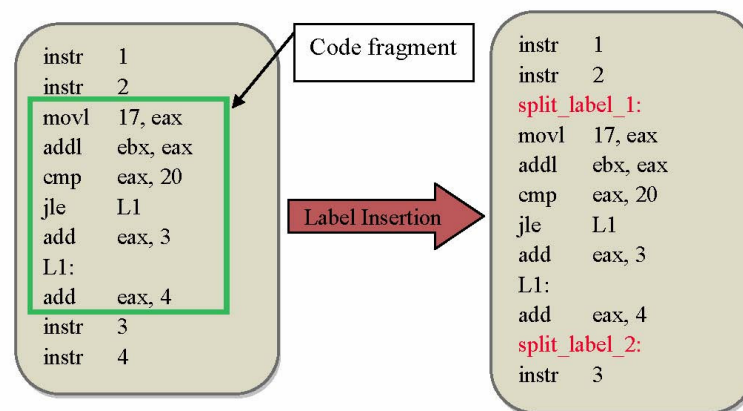 instr 1
instr 2
movl 17, eax
addl ebx, eax
cmp eax, 20
jle L1
add eax, 3
L1:
add eax, 4
instr 3
instr 4
Code fragment
Label Insertion
instr 1
instr 2
split_label_1:
movl 17, eax
addl ebx, eax
cmp eax, 20
jle L1
add eax, 3
L1:
add eax, 4
split_label_2:
instr 3